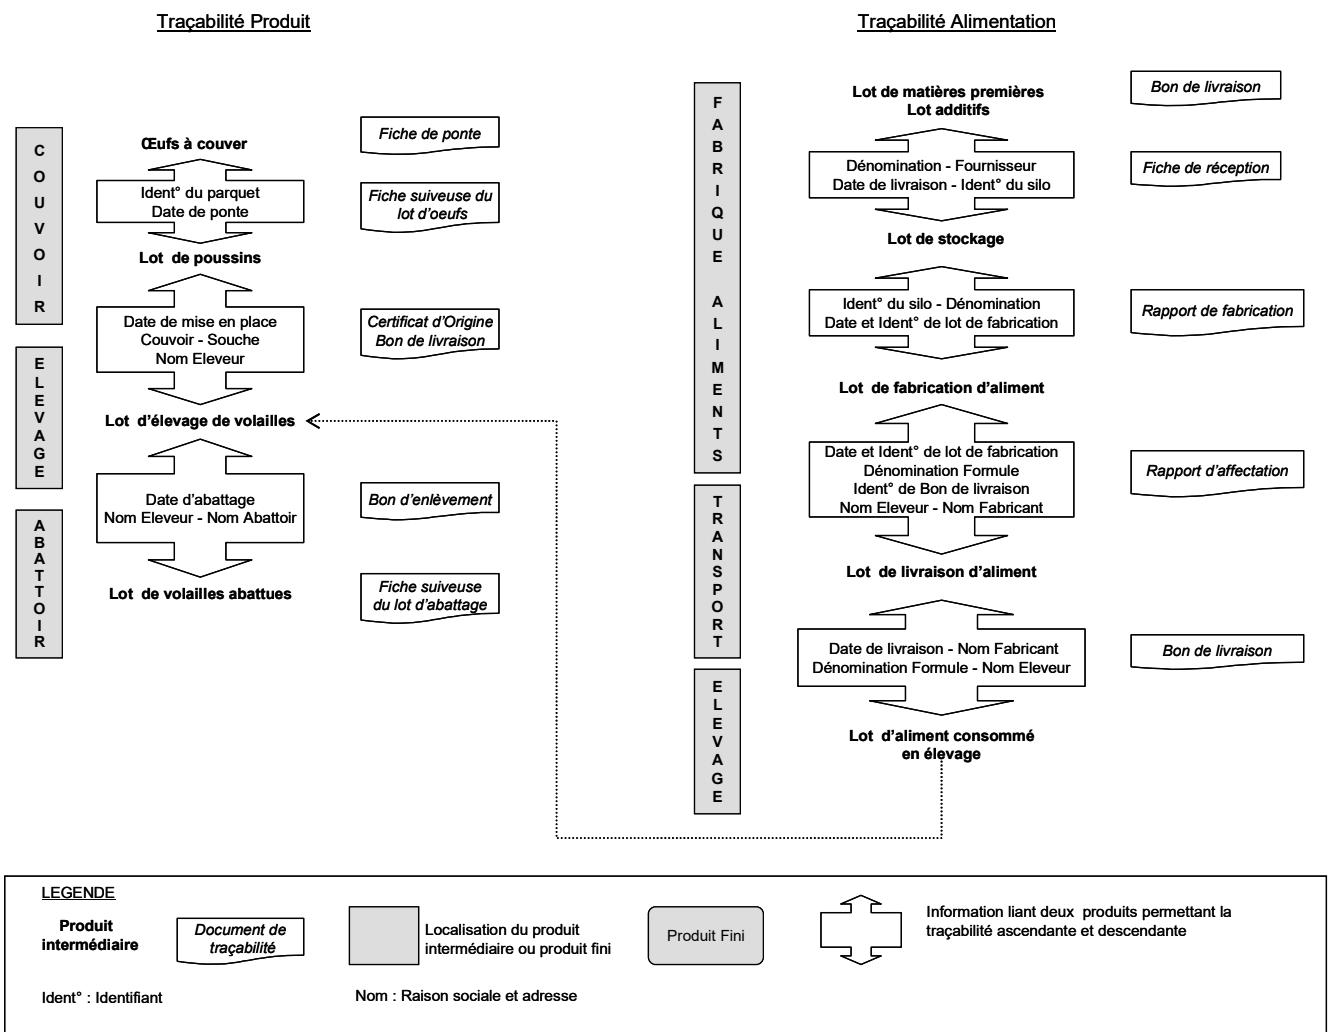 Traçabilité Produit
C
O
U
V
O
I
R
Œufs à couver
Fiche de ponte
Ident° du parquet
Date de ponte
Fiche suiveuse du
lot d'oeufs
Lot de poussins
Date de mise en place
Couvoir - Souche
Nom Eleveur
Certificat d'Origine
Bon de livraison
E
L
E
V
A
G
E
Lot d'élevage de volailles
Date d'abattage
Nom Eleveur - Nom Abattoir
Bon d'enlèvement
A
B
A
T
T
O
I
R
Lot de volailles abattues
Fiche suiveuse
du lot d'abattage
Traçabilité Alimentation
F
A
B
R
I
Q
U
E
A
L
I
M
E
N
T
S
Lot de matières premières
Lot additifs
Bon de livraison
Dénomination - Fournisseur
Date de livraison - Ident° du silo
Fiche de réception
Lot de stockage
Ident° du silo - Dénomination
Date et Ident° de lot de fabrication
Rapport de fabrication
Lot de fabrication d'aliment
Date et Ident° de lot de fabrication
Dénomination Formule
Ident° de Bon de livraison
Nom Eleveur - Nom Fabricant
Rapport d'affectation
T
R
A
N
S
P
O
R
T
Lot de livraison d'aliment
Date de livraison - Nom Fabricant
Dénomination Formule - Nom Eleveur
Bon de livraison
E
L
E
V
A
G
E
Lot d'aliment consommé
en élevage
LEGENDE
Produit
intermédiaire
Document de
traçabilité
Localisation du produit
intermédiaire ou produit fini
Produit Fini
Information liant deux produits permettant la
traçabilité ascendante et descendante
Ident° : Identifiant
Nom : Raison sociale et adresse